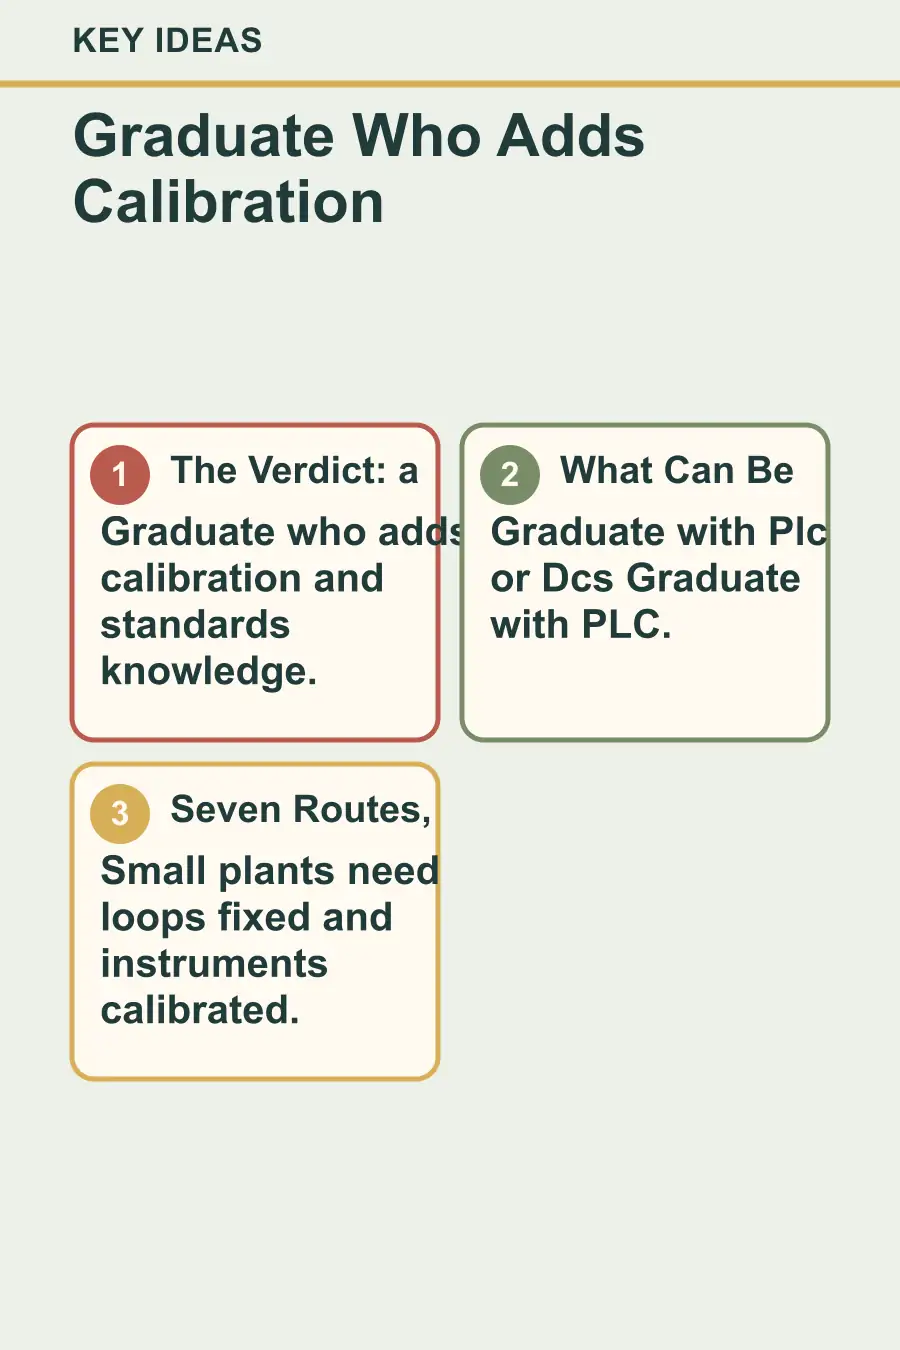 KEY IDEAS
Graduate Who Adds
Calibration
1 The Verdict: a
Graduate who adds
calibration and
standards
knowledge.
2 What Can Be
Graduate with Plc
or Dcs Graduate
with PLC.
3 Seven Routes,
Small plants need
loops fixed and
instruments
calibrated.